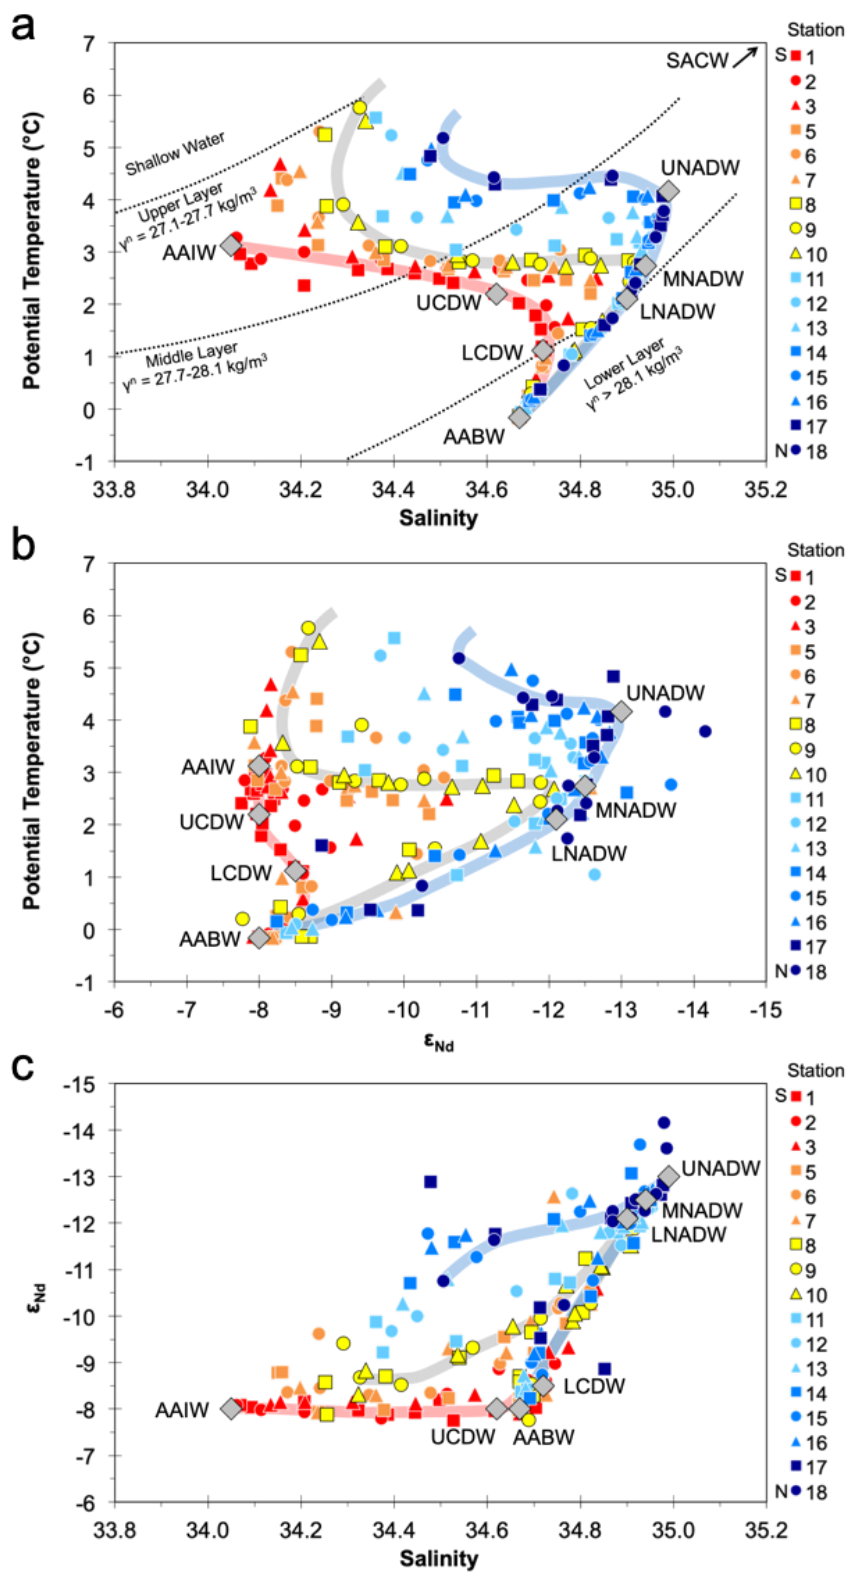 a
Station
S 1
2
3
5
6
7
8
9
10
11
12
13
14
15
16
17
N 18
7
6
5
4
3
2
1
0
-1
Potential Temperature (°C)
SACW
Shallow Water
Upper Layer
γⁿ = 27.1-27.7 kg/m³
AAIW
UNADW
MNADW
LNADW
UCDW
LCDW
Middle Layer
γⁿ = 27.7-28.1 kg/m³
Lower Layer
γⁿ > 28.1 kg/m³
AABW
33.8 34.0 34.2 34.4 34.6 34.8 35.0 35.2
Salinity
b
Station
S 1
2
3
5
6
7
8
9
10
11
12
13
14
15
16
17
N 18
7
6
5
4
3
2
1
0
-1
Potential Temperature (°C)
UNADW
AAIW
MNADW
UCDW
LNADW
LCDW
AABW
-6 -7 -8 -9 -10 -11 -12 -13 -14 -15
εNd
c
Station
S 1
2
3
5
6
7
8
9
10
11
12
13
14
15
16
17
N 18
-15
-14
-13
-12
-11
-10
-9
-8
-7
-6
εNd
UNADW
MNADW
LNADW
LCDW
AAIW
UCDW AABW
33.8 34.0 34.2 34.4 34.6 34.8 35.0 35.2
Salinity